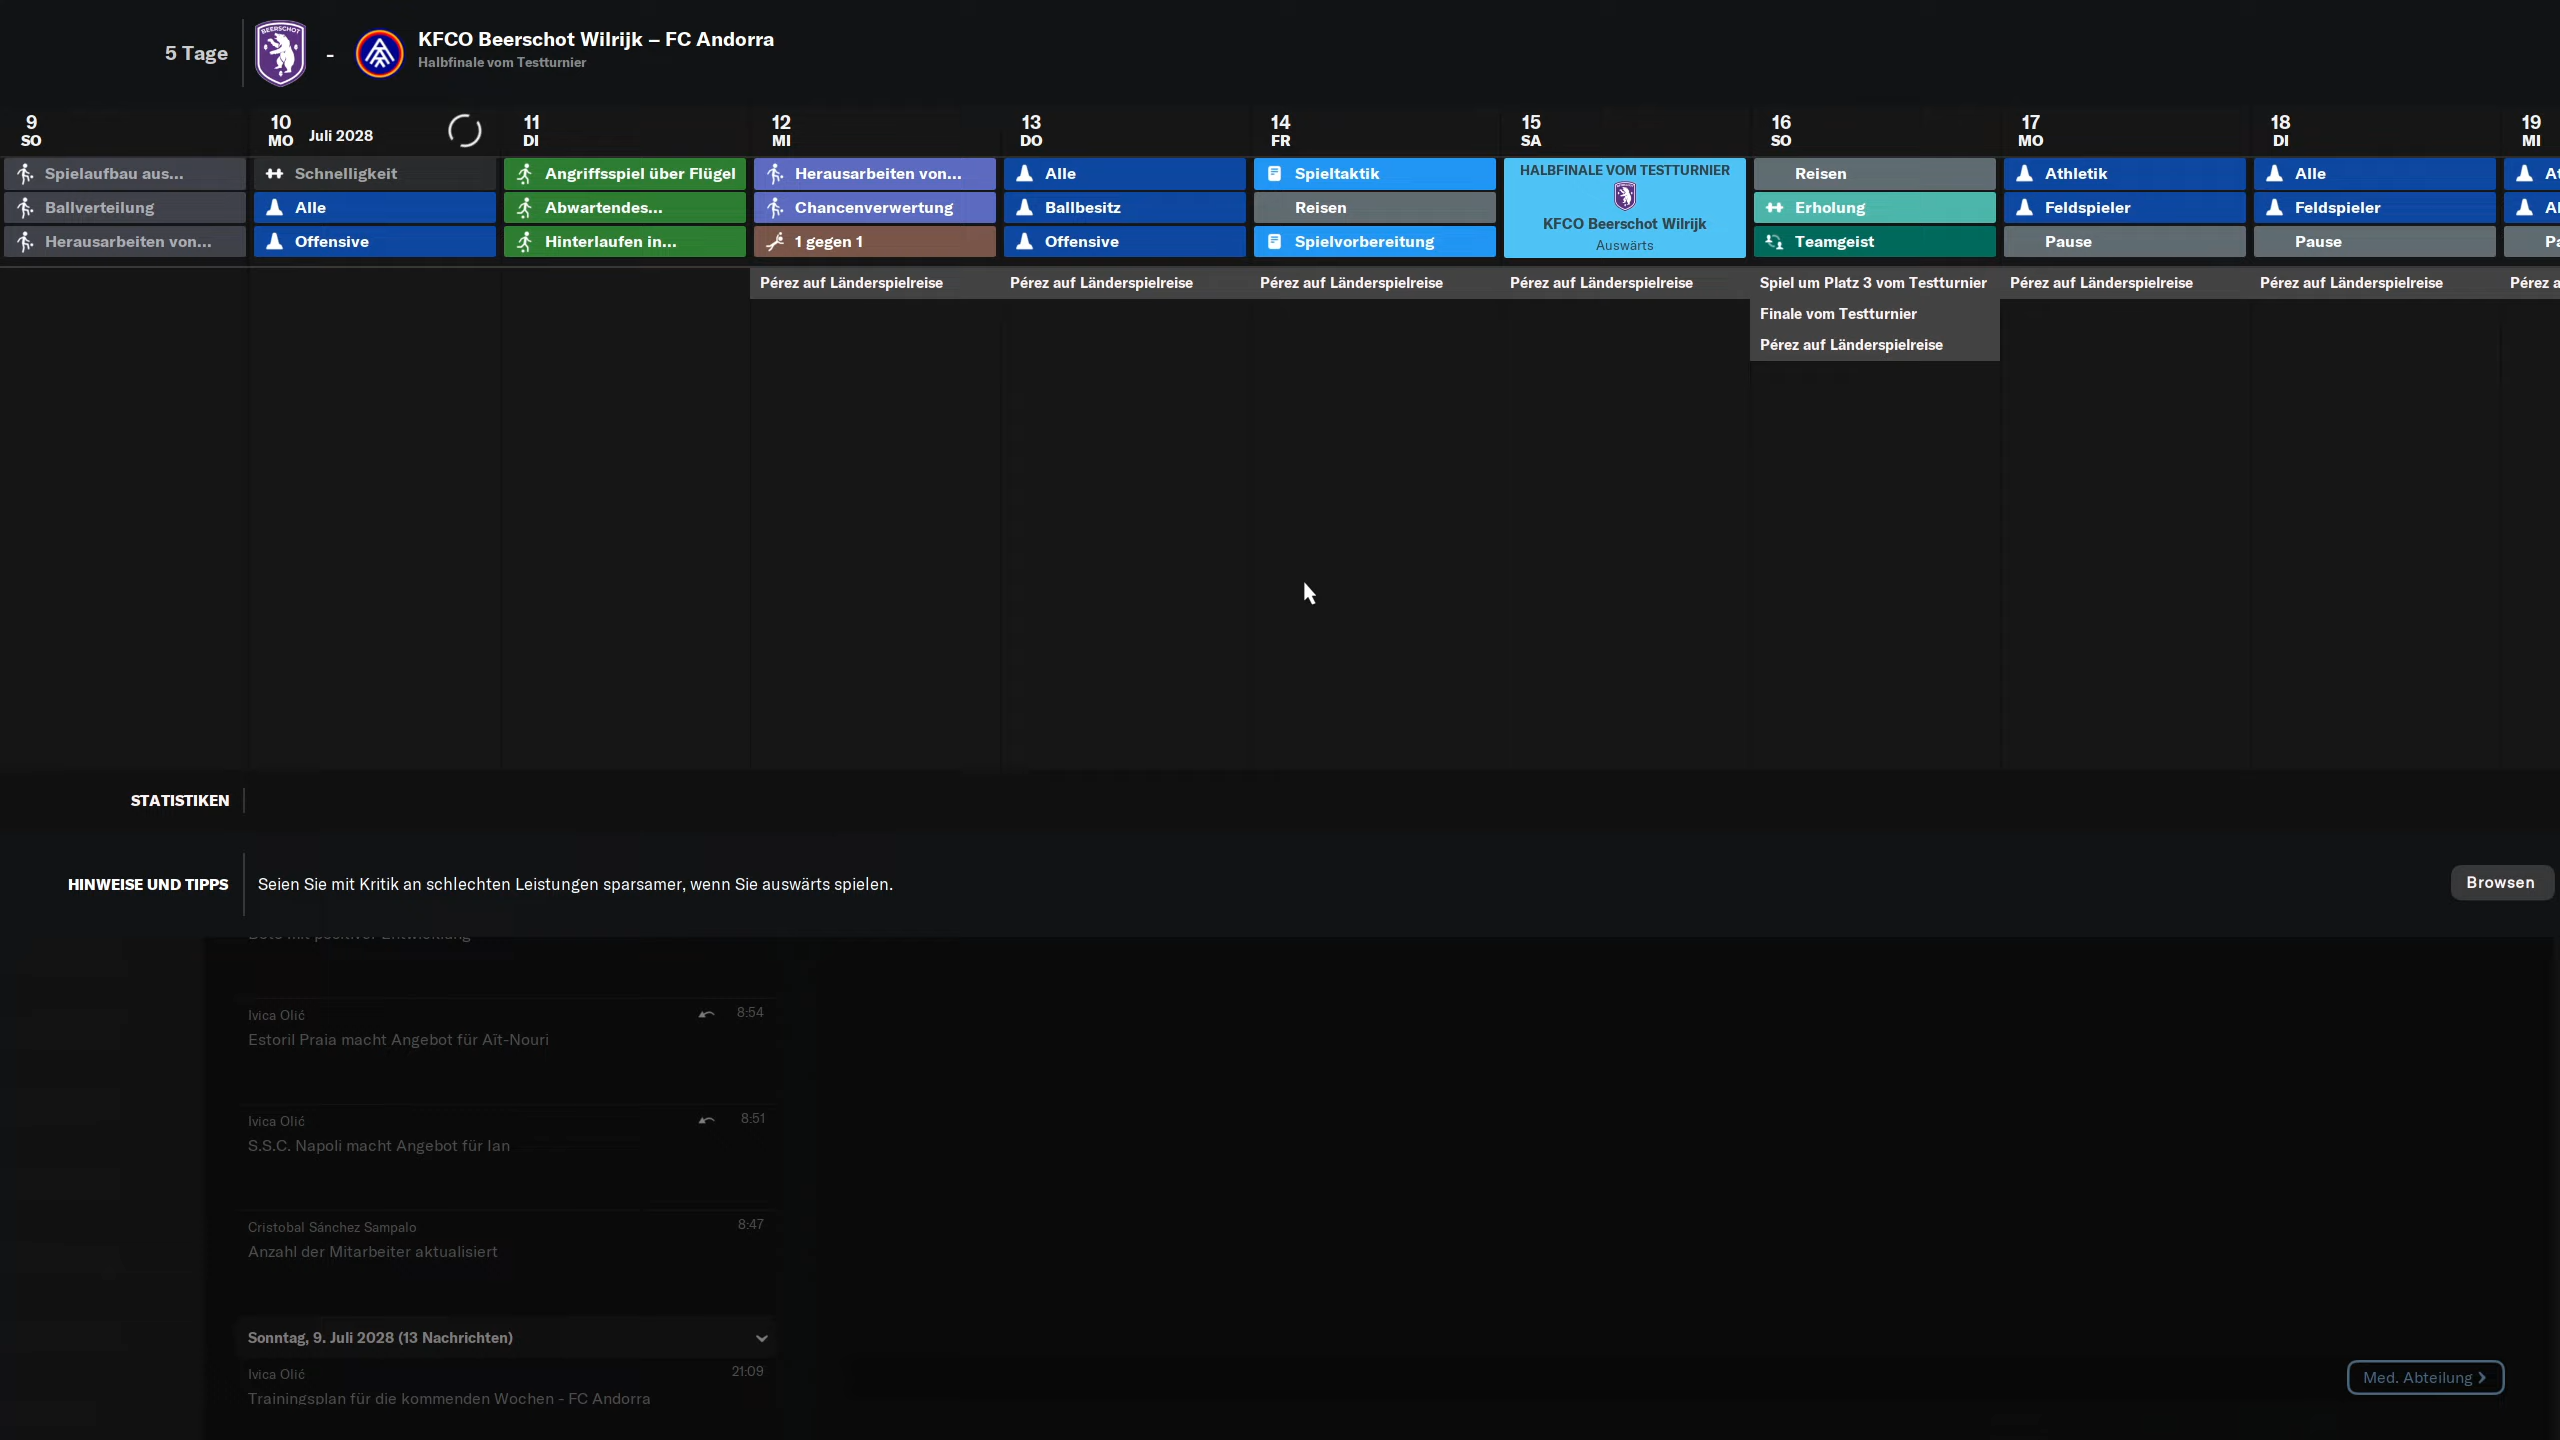 5 Tage
-
KFCO Beerschot Wilrijk – FC Andorra
Halbfinale vom Testturnier
BEERSCHOT
9 SO
10 MO Juli 2028
11 DI
12 MI
13 DO
14 FR
15 SA
16 SO
17 MO
18 DI
19 MI
Spielaufbau aus...
Ballverteilung
Herausarbeiten von...
Schnelligkeit
Alle
Offensive
Angriffsspiel über Flügel
Abwartendes...
Hinterlaufen in...
Herausarbeiten von...
Chancenverwertung
1 gegen 1
Alle
Ballbesitz
Offensive
Spieltaktik
Reisen
Spielvorbereitung
HALBFINALE VOM TESTTURNIER
KFCO Beerschot Wilrijk
Auswärts
Reisen
Erholung
Teamgeist
Athletik
Feldspieler
Pause
Alle
Feldspieler
Pause
Pérez auf Länderspielreise
Pérez auf Länderspielreise
Pérez auf Länderspielreise
Pérez auf Länderspielreise
Spiel um Platz 3 vom Testturnier
Finale vom Testturnier
Pérez auf Länderspielreise
Pérez auf Länderspielreise
Pérez auf Länderspielreise
Pérez a
STATISTIKEN
HINWEISE UND TIPPS
Seien Sie mit Kritik an schlechten Leistungen sparsamer, wenn Sie auswärts spielen.
Browsen
Ivica Olić 8:54
Estoril Praia macht Angebot für Aït-Nouri
Ivica Olić 8:51
S.S.C. Napoli macht Angebot für Ian
Cristobal Sánchez Sampalo 8:47
Anzahl der Mitarbeiter aktualisiert
Sonntag, 9. Juli 2028 (13 Nachrichten)
Ivica Olić 21:09
Trainingsplan für die kommenden Wochen - FC Andorra
Med. Abteilung